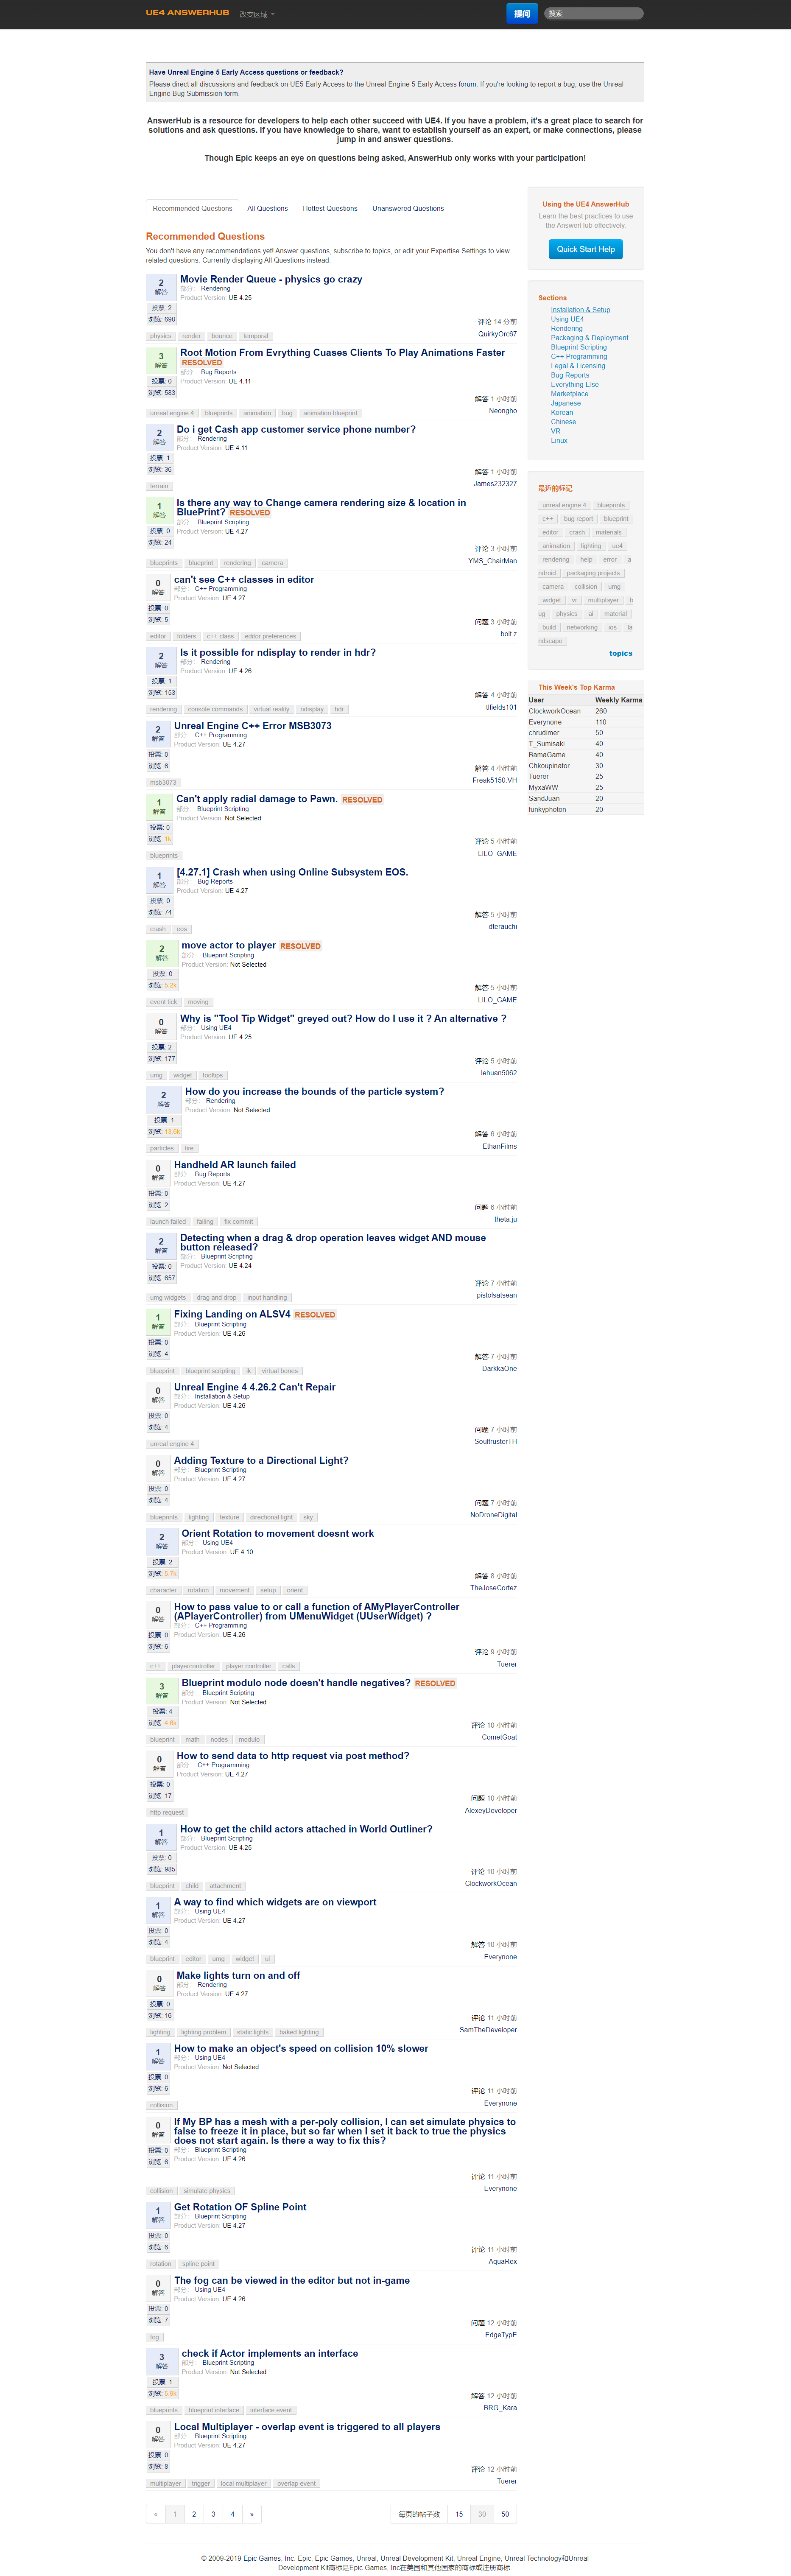 UE4 ANSWERHUB
改变区域
提问
搜索
Have Unreal Engine 5 Early Access questions or feedback?
Please direct all discussions and feedback on UE5 Early Access to the Unreal Engine 5 Early Access forum. If you're looking to report a bug, use the Unreal
Engine Bug Submission form.
AnswerHub is a resource for developers to help each other succeed with UE4. If you have a problem, it's a great place to search for
solutions and ask questions. If you have knowledge to share, want to establish yourself as an expert, or make connections, please
jump in and answer questions.
Though Epic keeps an eye on questions being asked, AnswerHub only works with your participation!
Recommended Questions
All Questions
Hottest Questions
Unanswered Questions
Recommended Questions
You don't have any recommendations yet! Answer questions, subscribe to topics, or edit your Expertise Settings to view
related questions. Currently displaying All Questions instead.
2
解答
投票: 2
浏览: 690
Movie Render Queue - physics go crazy
部分 Rendering
Product Version: UE 4.25
评论 14 分前
QuirkyOrc67
physics render bounce temporal
3
解答
投票: 0
浏览: 583
Root Motion From Evrything Cuases Clients To Play Animations Faster
RESOLVED
部分 Bug Reports
Product Version: UE 4.11
解答 1 小时前
Neongho
unreal engine 4 blueprints animation bug animation blueprint
2
解答
投票: 1
浏览: 36
Do i get Cash app customer service phone number?
部分 Rendering
Product Version: UE 4.11
解答 1 小时前
James232327
terrain
1
解答
投票: 0
浏览: 24
Is there any way to Change camera rendering size & location in
BluePrint? RESOLVED
部分 Blueprint Scripting
Product Version: UE 4.27
评论 3 小时前
YMS_ChairMan
blueprints blueprint rendering camera
0
解答
投票: 0
浏览: 5
can't see C++ classes in editor
部分 C++ Programming
Product Version: UE 4.27
问题 3 小时前
bolt.z
editor folders c++ class editor preferences
2
解答
投票: 1
浏览: 153
Is it possible for ndisplay to render in hdr?
部分 Rendering
Product Version: UE 4.26
解答 4 小时前
tlfields101
rendering console commands virtual reality ndisplay hdr
2
解答
投票: 0
浏览: 6
Unreal Engine C++ Error MSB3073
部分 C++ Programming
Product Version: UE 4.27
解答 4 小时前
Freak5150 VH
msb3073
1
解答
投票: 0
浏览: 1k
Can't apply radial damage to Pawn. RESOLVED
部分 Blueprint Scripting
Product Version: Not Selected
评论 5 小时前
LILO_GAME
blueprints
1
解答
投票: 0
浏览: 74
[4.27.1] Crash when using Online Subsystem EOS.
部分 Bug Reports
Product Version: UE 4.27
解答 5 小时前
dterauchi
crash eos
2
解答
投票: 0
浏览: 5.2k
move actor to player RESOLVED
部分 Blueprint Scripting
Product Version: Not Selected
解答 5 小时前
LILO_GAME
event tick moving
0
解答
投票: 2
浏览: 177
Why is "Tool Tip Widget" greyed out? How do I use it ? An alternative ?
部分 Using UE4
Product Version: UE 4.25
评论 5 小时前
lehuan5062
umg widget tooltips
2
解答
投票: 1
浏览: 13.6k
How do you increase the bounds of the particle system?
部分 Rendering
Product Version: Not Selected
解答 6 小时前
EthanFilms
particles fire
0
解答
投票: 0
浏览: 2
Handheld AR launch failed
部分 Bug Reports
Product Version: UE 4.27
问题 6 小时前
theta.ju
launch failed failing fix commit
2
解答
投票: 0
浏览: 657
Detecting when a drag & drop operation leaves widget AND mouse
button released?
部分 Blueprint Scripting
Product Version: UE 4.24
评论 7 小时前
pistolsatsean
umg widgets drag and drop input handling
1
解答
投票: 0
浏览: 4
Fixing Landing on ALSV4 RESOLVED
部分 Blueprint Scripting
Product Version: UE 4.26
解答 7 小时前
DarkkaOne
blueprint blueprint scripting ik virtual bones
0
解答
投票: 0
浏览: 4
Unreal Engine 4 4.26.2 Can't Repair
部分 Installation & Setup
Product Version: UE 4.26
问题 7 小时前
SoultrusterTH
unreal engine 4
0
解答
投票: 0
浏览: 4
Adding Texture to a Directional Light?
部分 Blueprint Scripting
Product Version: UE 4.27
问题 7 小时前
NoDroneDigital
blueprints lighting texture directional light sky
2
解答
投票: 2
浏览: 5.7k
Orient Rotation to movement doesnt work
部分 Using UE4
Product Version: UE 4.10
解答 8 小时前
TheJoseCortez
character rotation movement setup orient
0
解答
投票: 0
浏览: 6
How to pass value to or call a function of AMyPlayerController
(APlayerController) from UMenuWidget (UUserWidget) ?
部分 C++ Programming
Product Version: UE 4.26
评论 9 小时前
Tuerer
c++ playercontroller player controller calls
3
解答
投票: 4
浏览: 4.6k
Blueprint modulo node doesn't handle negatives? RESOLVED
部分 Blueprint Scripting
Product Version: Not Selected
评论 10 小时前
CometGoat
blueprint math nodes modulo
0
解答
投票: 0
浏览: 17
How to send data to http request via post method?
部分 C++ Programming
Product Version: UE 4.27
问题 10 小时前
AlexeyDeveloper
http request
1
解答
投票: 0
浏览: 985
How to get the child actors attached in World Outliner?
部分 Blueprint Scripting
Product Version: UE 4.25
评论 10 小时前
ClockworkOcean
blueprint child attachment
1
解答
投票: 0
浏览: 4
A way to find which widgets are on viewport
部分 Using UE4
Product Version: UE 4.27
解答 10 小时前
Everynone
blueprint editor umg widget ui
0
解答
投票: 0
浏览: 16
Make lights turn on and off
部分 Rendering
Product Version: UE 4.27
评论 11 小时前
SamTheDeveloper
lighting lighting problem static lights baked lighting
1
解答
投票: 0
浏览: 6
How to make an object's speed on collision 10% slower
部分 Using UE4
Product Version: Not Selected
评论 11 小时前
Everynone
collision
0
解答
投票: 0
浏览: 6
If My BP has a mesh with a per-poly collision, I can set simulate physics to
false to freeze it in place, but so far when I set it back to true the physics
does not start again. Is there a way to fix this?
部分 Blueprint Scripting
Product Version: UE 4.26
评论 11 小时前
Everynone
collision simulate physics
1
解答
投票: 0
浏览: 6
Get Rotation OF Spline Point
部分 Blueprint Scripting
Product Version: UE 4.27
评论 11 小时前
AquaRex
rotation spline point
0
解答
投票: 0
浏览: 7
The fog can be viewed in the editor but not in-game
部分 Using UE4
Product Version: UE 4.26
问题 12 小时前
EdgeTypE
fog
3
解答
投票: 1
浏览: 5.9k
check if Actor implements an interface
部分 Blueprint Scripting
Product Version: Not Selected
解答 12 小时前
BRG_Kara
blueprints blueprint interface interface event
0
解答
投票: 0
浏览: 8
Local Multiplayer - overlap event is triggered to all players
部分 Blueprint Scripting
Product Version: UE 4.27
评论 12 小时前
Tuerer
multiplayer trigger local multiplayer overlap event
« 1 2 3 4 »
每页的帖子数 15 30 50
Using the UE4 AnswerHub
Learn the best practices to use
the AnswerHub effectively.
Quick Start Help
Sections
Installation & Setup
Using UE4
Rendering
Packaging & Deployment
Blueprint Scripting
C++ Programming
Legal & Licensing
Bug Reports
Everything Else
Marketplace
Japanese
Korean
Chinese
VR
Linux
最近的标记
unreal engine 4 blueprints
c++ bug report blueprint
editor crash materials
animation lighting ue4
rendering help error a
ndroid packaging projects
camera collision umg
widget vr multiplayer b
ug physics ai material
build networking ios la
ndscape
topics
This Week's Top Karma
User Weekly Karma
ClockworkOcean 260
Everynone 110
chrudimer 50
T_Sumisaki 40
BamaGame 40
Chkoupinator 30
Tuerer 25
MyxaWW 25
SandJuan 20
funkyphoton 20
© 2009-2019 Epic Games, Inc. Epic, Epic Games, Unreal, Unreal Development Kit, Unreal Engine, Unreal Technology和Unreal
Development Kit商标是Epic Games, Inc在美国和其他国家的商标或注册商标